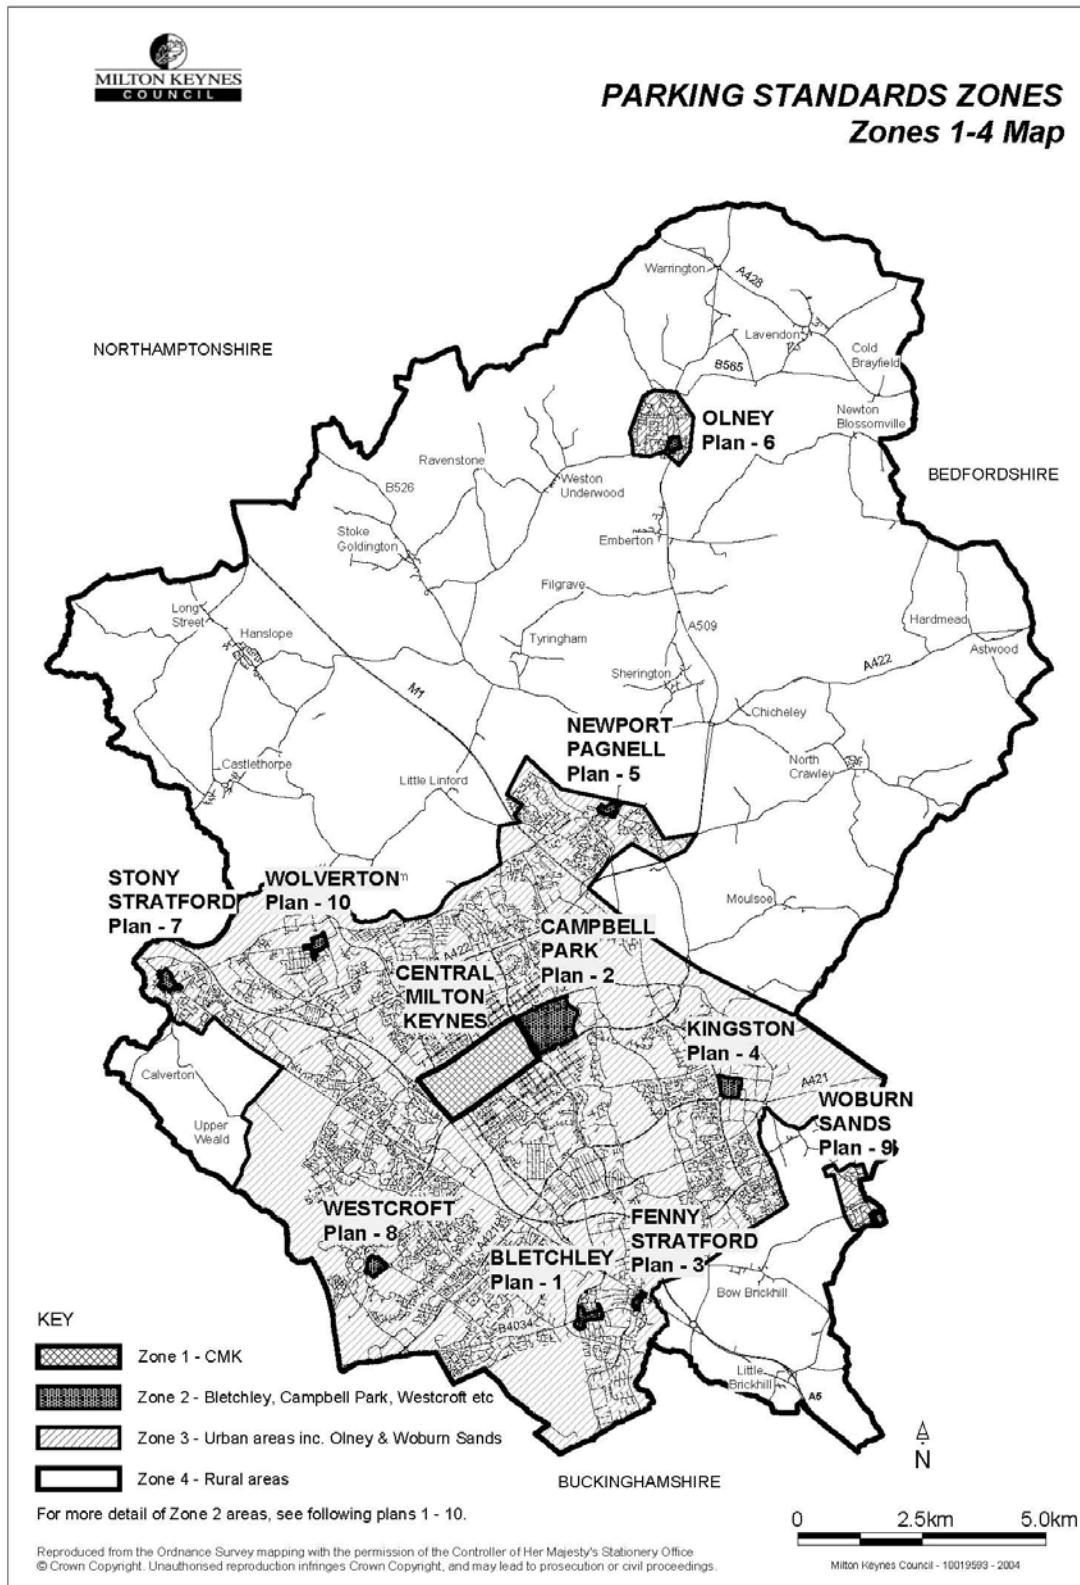 MILTON KEYNES
COUNCIL
PARKING STANDARDS ZONES
Zones 1-4 Map
NORTHAMPTONSHIRE
Warrington
A428
Lavendon
Cold
Brayfield
B565
OLNEY
Plan - 6
Newton
Blossomville
BEDFORDSHIRE
Ravenstone
B526
Weston
Underwood
Stoke
Goldington
Emberton
Filgrave
Long
Street
Hanslope
Tyringham
A509
Hardmead
Astwood
A422
Sherington
M1
Chicheley
NEWPORT
PAGNELL
Plan - 5
North
Crawley
Castlethorpe
Little Linford
STONY
STRATFORD
Plan - 7
WOLVERTON
Plan - 10
Moulsoe
CAMPBELL
PARK
Plan - 2
A422
CENTRAL
MILTON
KEYNES
KINGSTON
Plan - 4
A421
Calverton
WOBURN
SANDS
Plan - 9
Upper
Weald
WESTCROFT
Plan - 8
FENNY
STRATFORD
Plan - 3
A421
BLETCHLEY
Plan - 1
Bow Brickhill
B4034
Little
Brickhill
A5
KEY
Zone 1 - CMK
Zone 2 - Bletchley, Campbell Park, Westcroft etc
Zone 3 - Urban areas inc. Olney & Woburn Sands
Zone 4 - Rural areas
N
BUCKINGHAMSHIRE
For more detail of Zone 2 areas, see following plans 1 - 10.
0 2.5km 5.0km
Reproduced from the Ordnance Survey mapping with the permission of the Controller of Her Majesty's Stationery Office
© Crown Copyright. Unauthorised reproduction infringes Crown Copyright, and may lead to prosecution or civil proceedings.
Milton Keynes Council - 10019593 - 2004